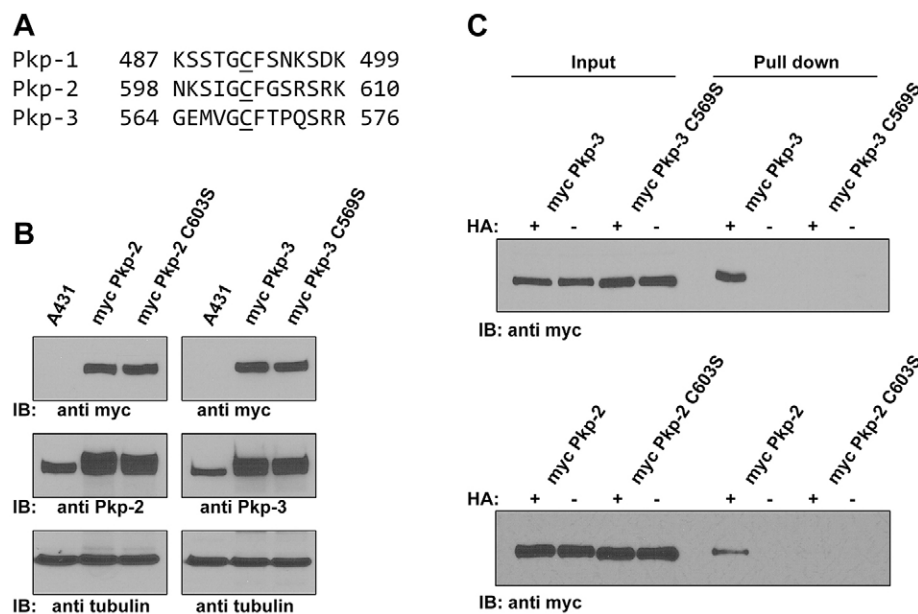 A
Pkp-1 487 KSSTGCFSNKSDK 499
Pkp-2 598 NKSIGCFGSRSRK 610
Pkp-3 564 GEMVGCFTPQSRR 576
B
A431 myc Pkp-2 myc Pkp-2 C603S A431 myc Pkp-3 myc Pkp-3 C569S
IB: anti myc anti myc
IB: anti Pkp-2 anti Pkp-3
IB: anti tubulin anti tubulin
C
Input Pull down
myc Pkp-3 myc Pkp-3 C569S myc Pkp-3 myc Pkp-3 C569S
HA: + - + - + - + -
IB: anti myc
myc Pkp-2 myc Pkp-2 C603S myc Pkp-2 myc Pkp-2 C603S
HA: + - + - + - + -
IB: anti myc